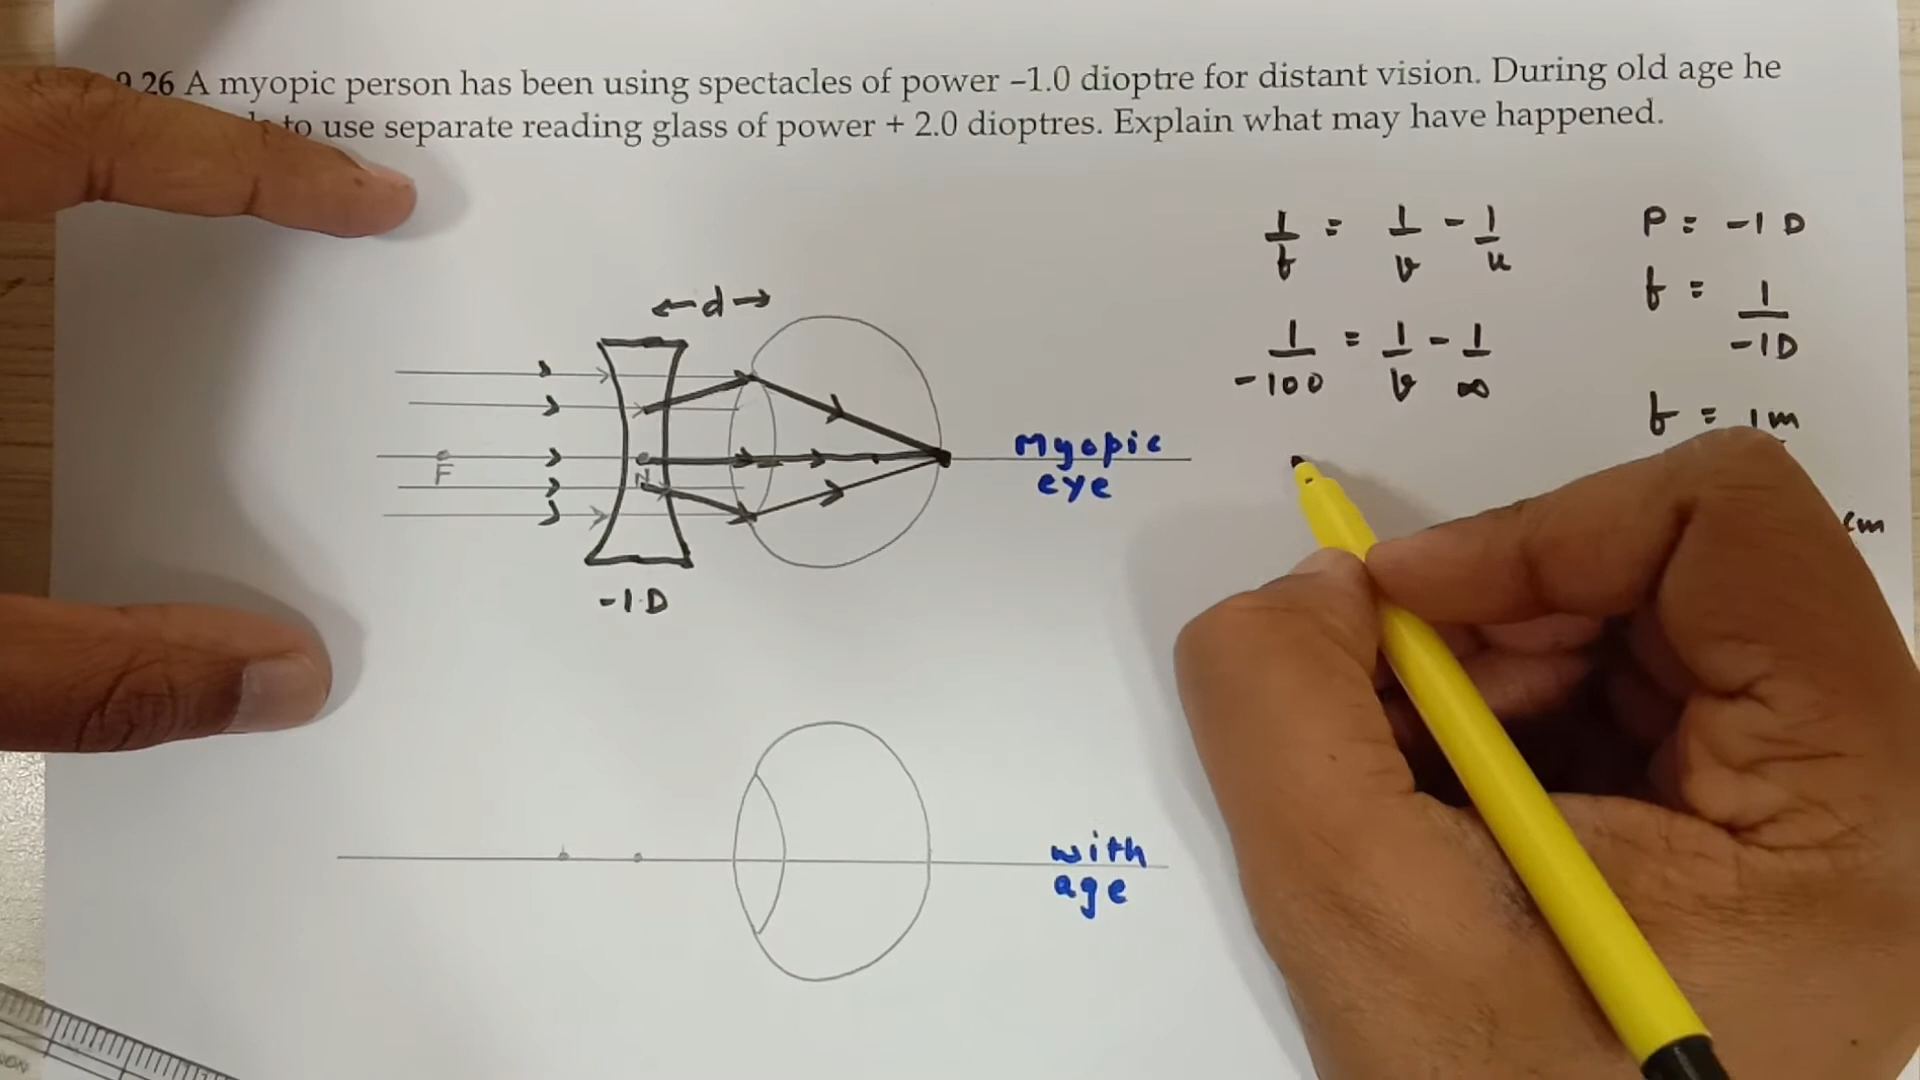 9.26 A myopic person has been using spectacles of power –1.0 dioptre for distant vision. During old age he
to use separate reading glass of power + 2.0 dioptres. Explain what may have happened.
←d→
F
N
-1.D
Myopic
eye
1/f = 1/v - 1/u
1/-100 = 1/v - 1/∞
P = -1 D
f = 1/-1D
f = 1m
cm
with
age